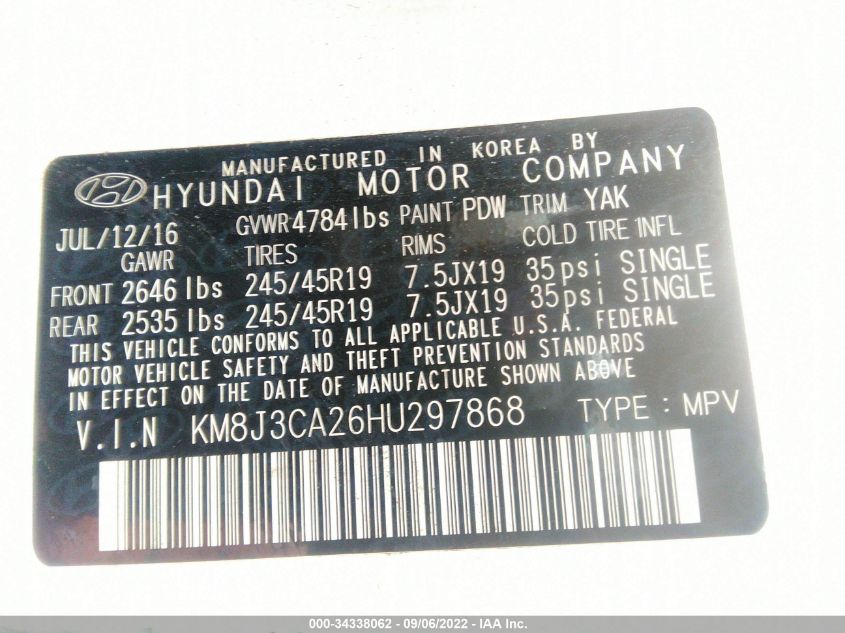 MANUFACTURED IN KOREA BY
HYUNDAI MOTOR COMPANY
JUL/12/16 GVWR 4784 lbs PAINT PDW TRIM YAK
GAWR TIRES RIMS COLD TIRE INFL
FRONT 2646 lbs 245/45R19 7.5JX19 35psi SINGLE
REAR 2535 lbs 245/45R19 7.5JX19 35psi SINGLE
THIS VEHICLE CONFORMS TO ALL APPLICABLE U.S.A. FEDERAL
MOTOR VEHICLE SAFETY AND THEFT PREVENTION STANDARDS
IN EFFECT ON THE DATE OF MANUFACTURE SHOWN ABOVE
V.I.N KM8J3CA26HU297868 TYPE : MPV
000-34338062 - 09/06/2022 - IAA Inc.